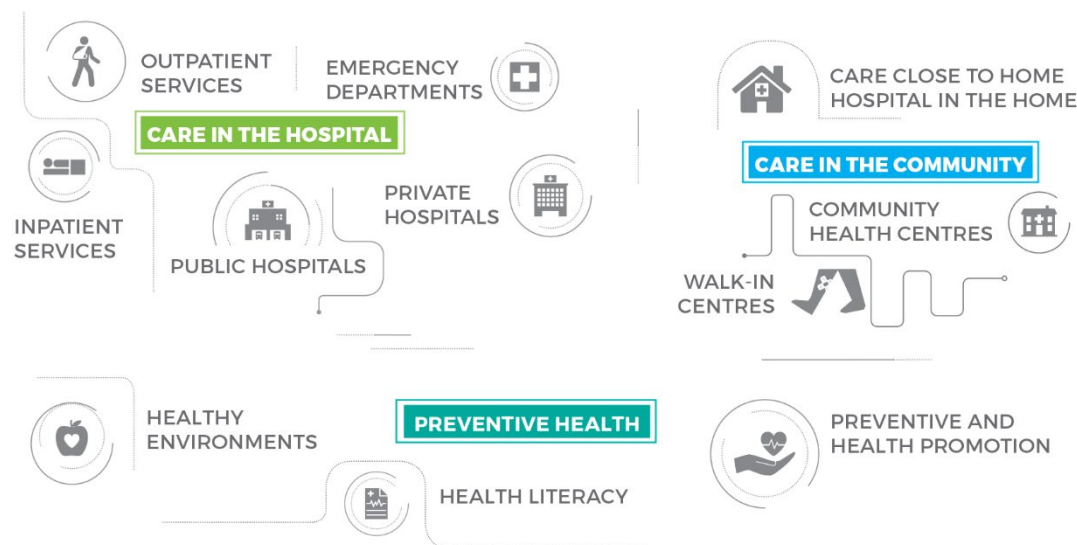 OUTPATIENT
SERVICES
EMERGENCY
DEPARTMENTS
CARE IN THE HOSPITAL
INPATIENT
SERVICES
PUBLIC HOSPITALS
PRIVATE
HOSPITALS
CARE CLOSE TO HOME
HOSPITAL IN THE HOME
CARE IN THE COMMUNITY
COMMUNITY
HEALTH CENTRES
WALK-IN
CENTRES
HEALTHY
ENVIRONMENTS
PREVENTIVE HEALTH
HEALTH LITERACY
PREVENTIVE AND
HEALTH PROMOTION